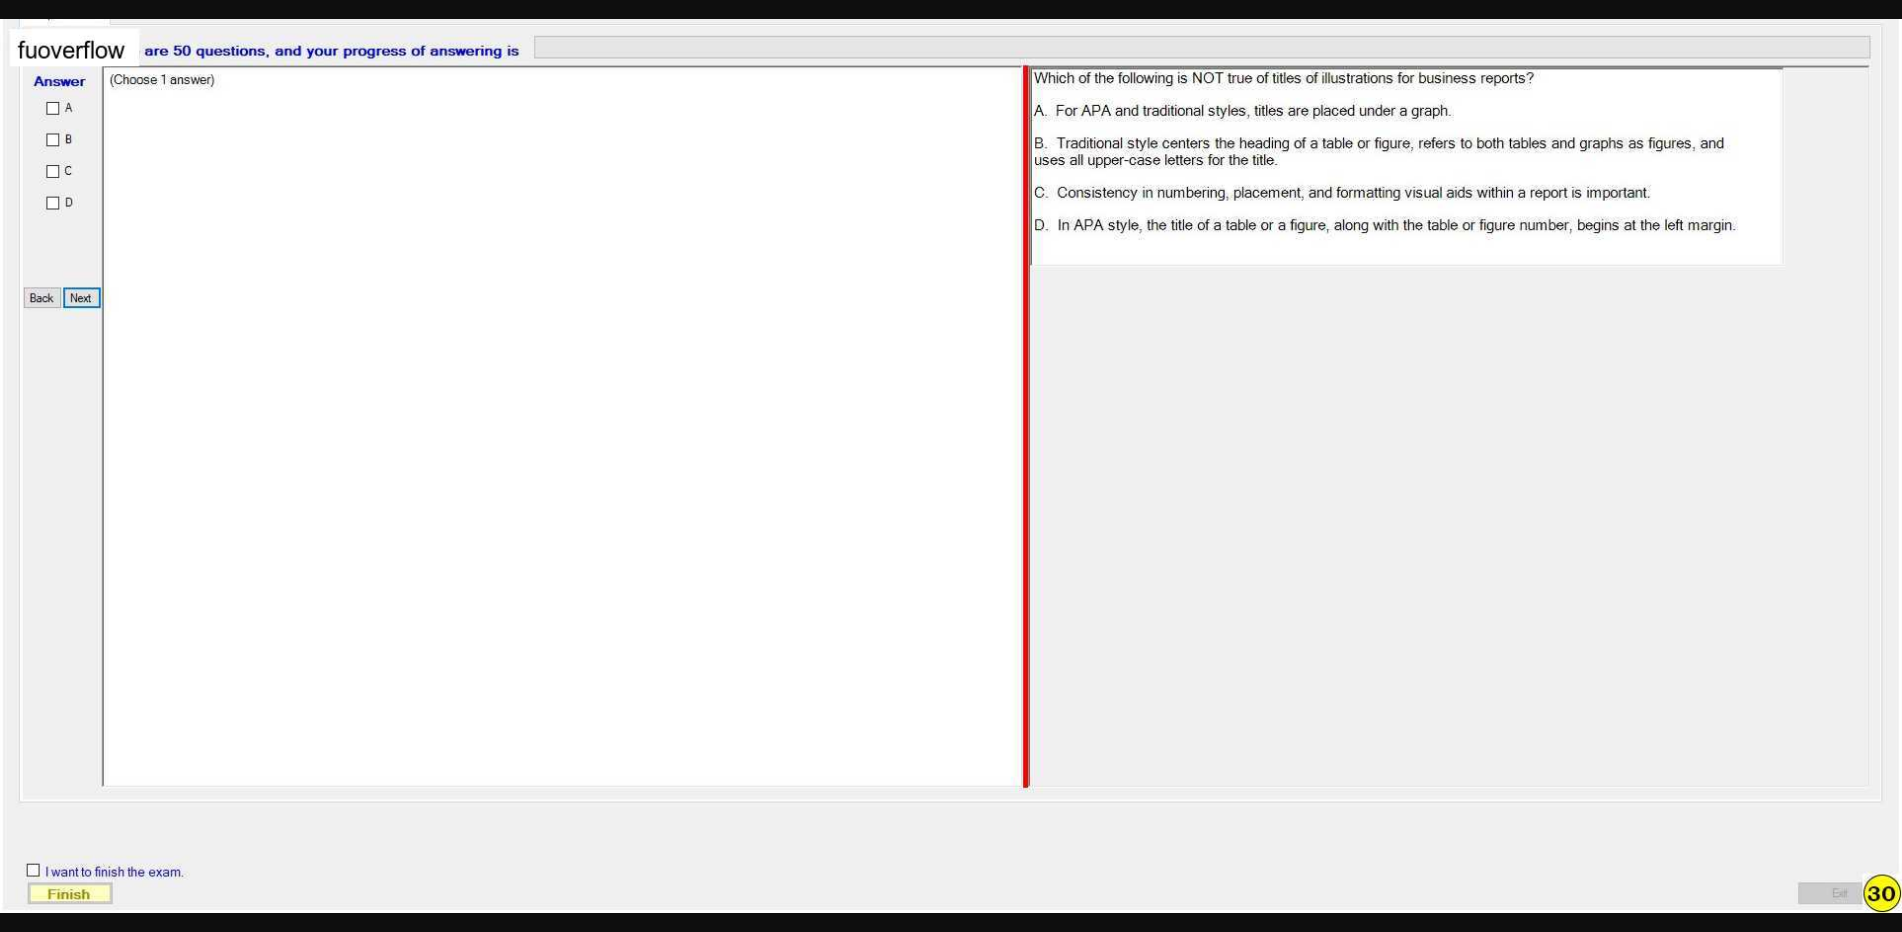 fuoverflow are 50 questions, and your progress of answering is
Answer
(Choose 1 answer)
A
B
C
D
Back Next
Which of the following is NOT true of titles of illustrations for business reports?
A. For APA and traditional styles, titles are placed under a graph.
B. Traditional style centers the heading of a table or figure, refers to both tables and graphs as figures, and
uses all upper-case letters for the title.
C. Consistency in numbering, placement, and formatting visual aids within a report is important.
D. In APA style, the title of a table or a figure, along with the table or figure number, begins at the left margin.
I want to finish the exam.
Finish
Exit
30